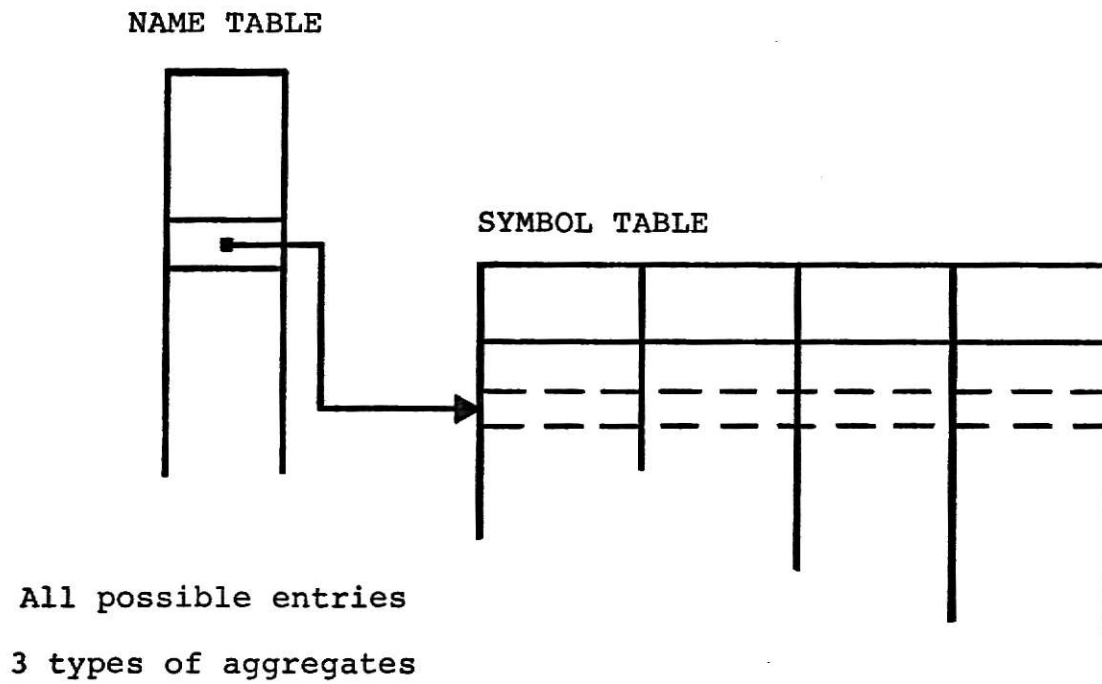 NAME TABLE
SYMBOL TABLE
All possible entries
3 types of aggregates